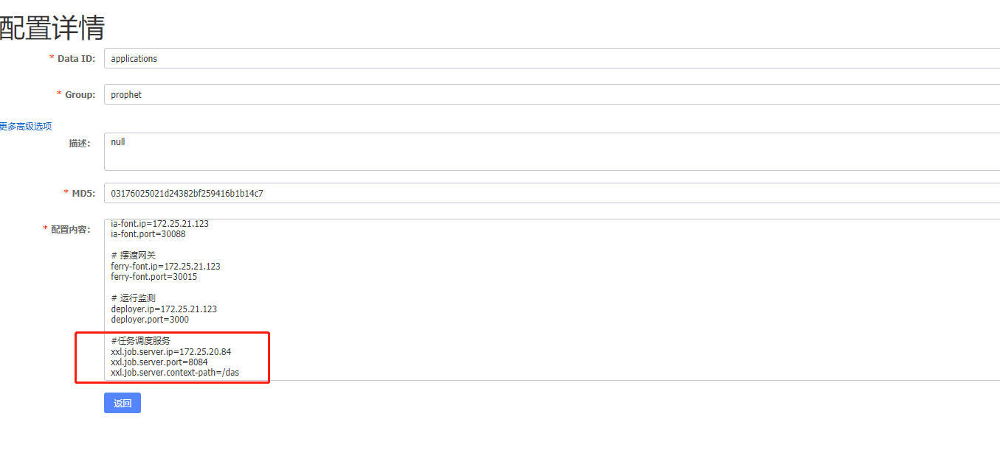 配置详情
* Data ID: applications
* Group: prophet
更多高级选项
描述: null
* MD5: 03176025021d24382bf259416b1b14c7
* 配置内容: ia-font.ip=172.25.21.123
ia-font.port=30088
# 摆渡网关
ferry-font.ip=172.25.21.123
ferry-font.port=30015
# 运行监测
deployer.ip=172.25.21.123
deployer.port=3000
#任务调度服务
xxl.job.server.ip=172.25.20.84
xxl.job.server.port=8084
xxl.job.server.context-path=/das
返回